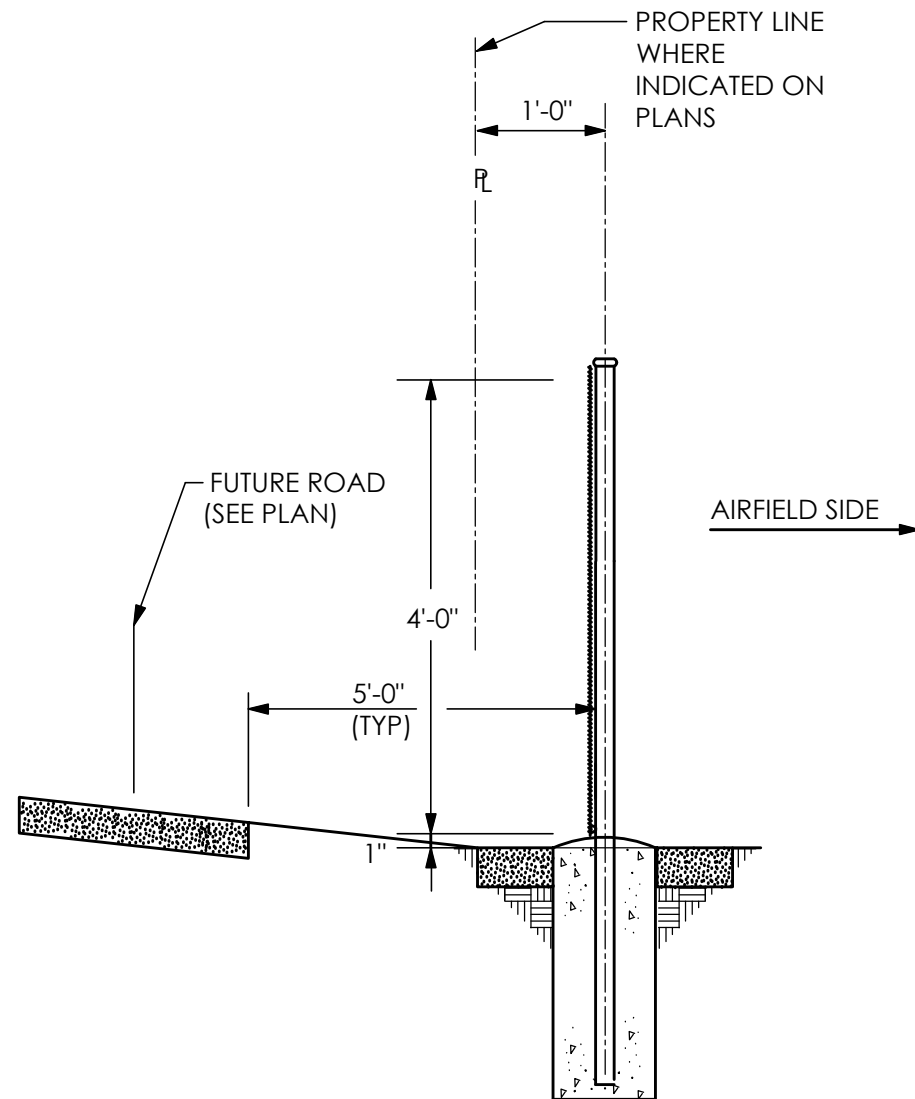 PROPERTY LINE
WHERE
INDICATED ON
PLANS
1'-0"
PL
FUTURE ROAD
(SEE PLAN)
AIRFIELD SIDE
4'-0"
5'-0"
(TYP)
1"